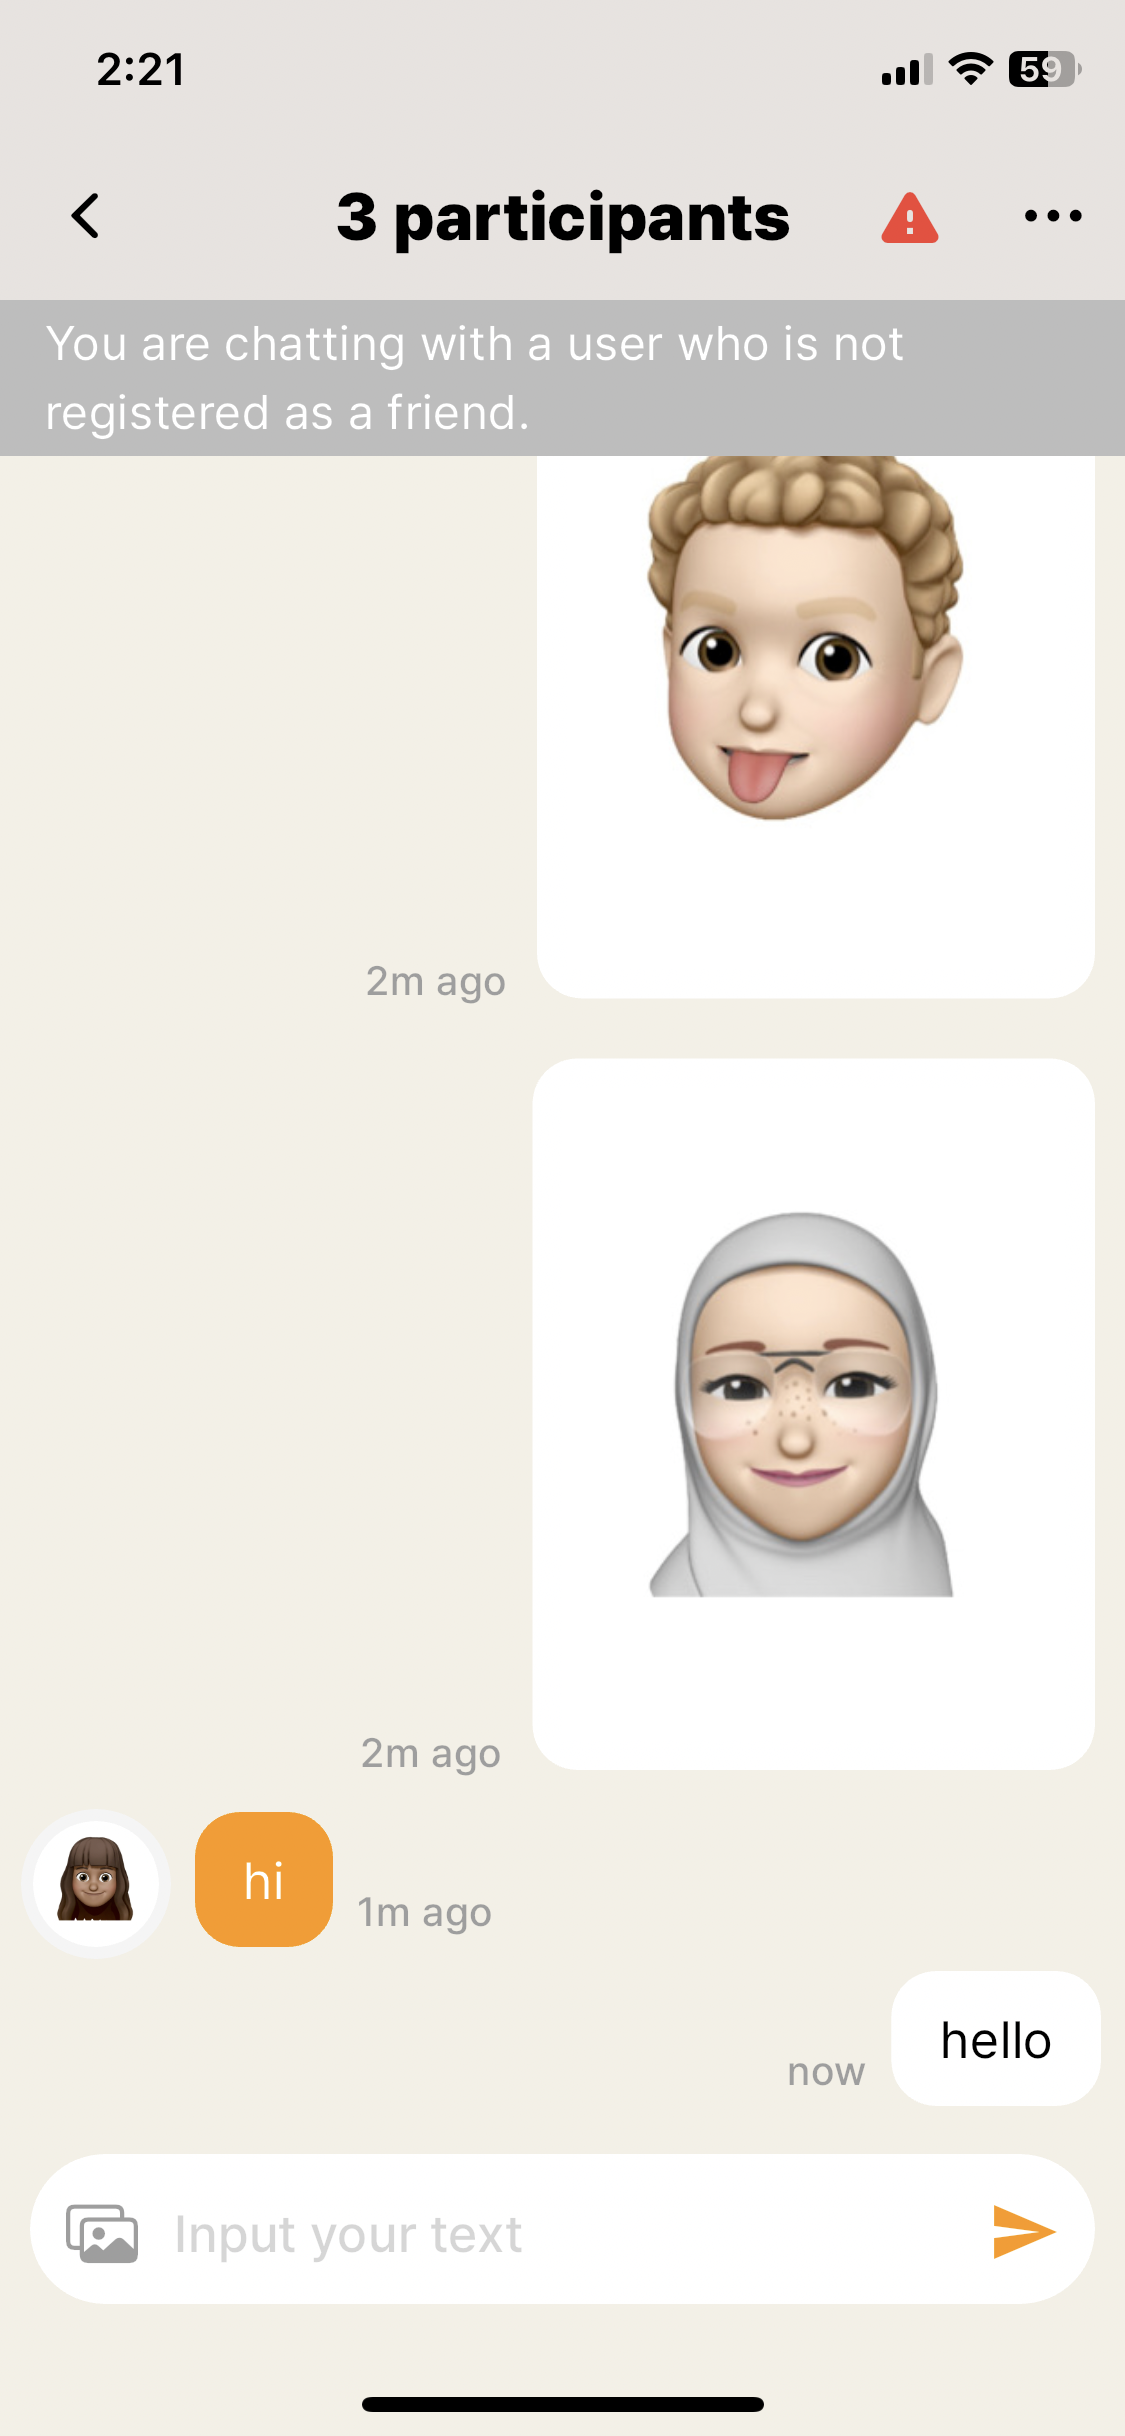 2:21
59
3 participants
You are chatting with a user who is not
registered as a friend.
2m ago
2m ago
hi
1m ago
hello
now
Input your text